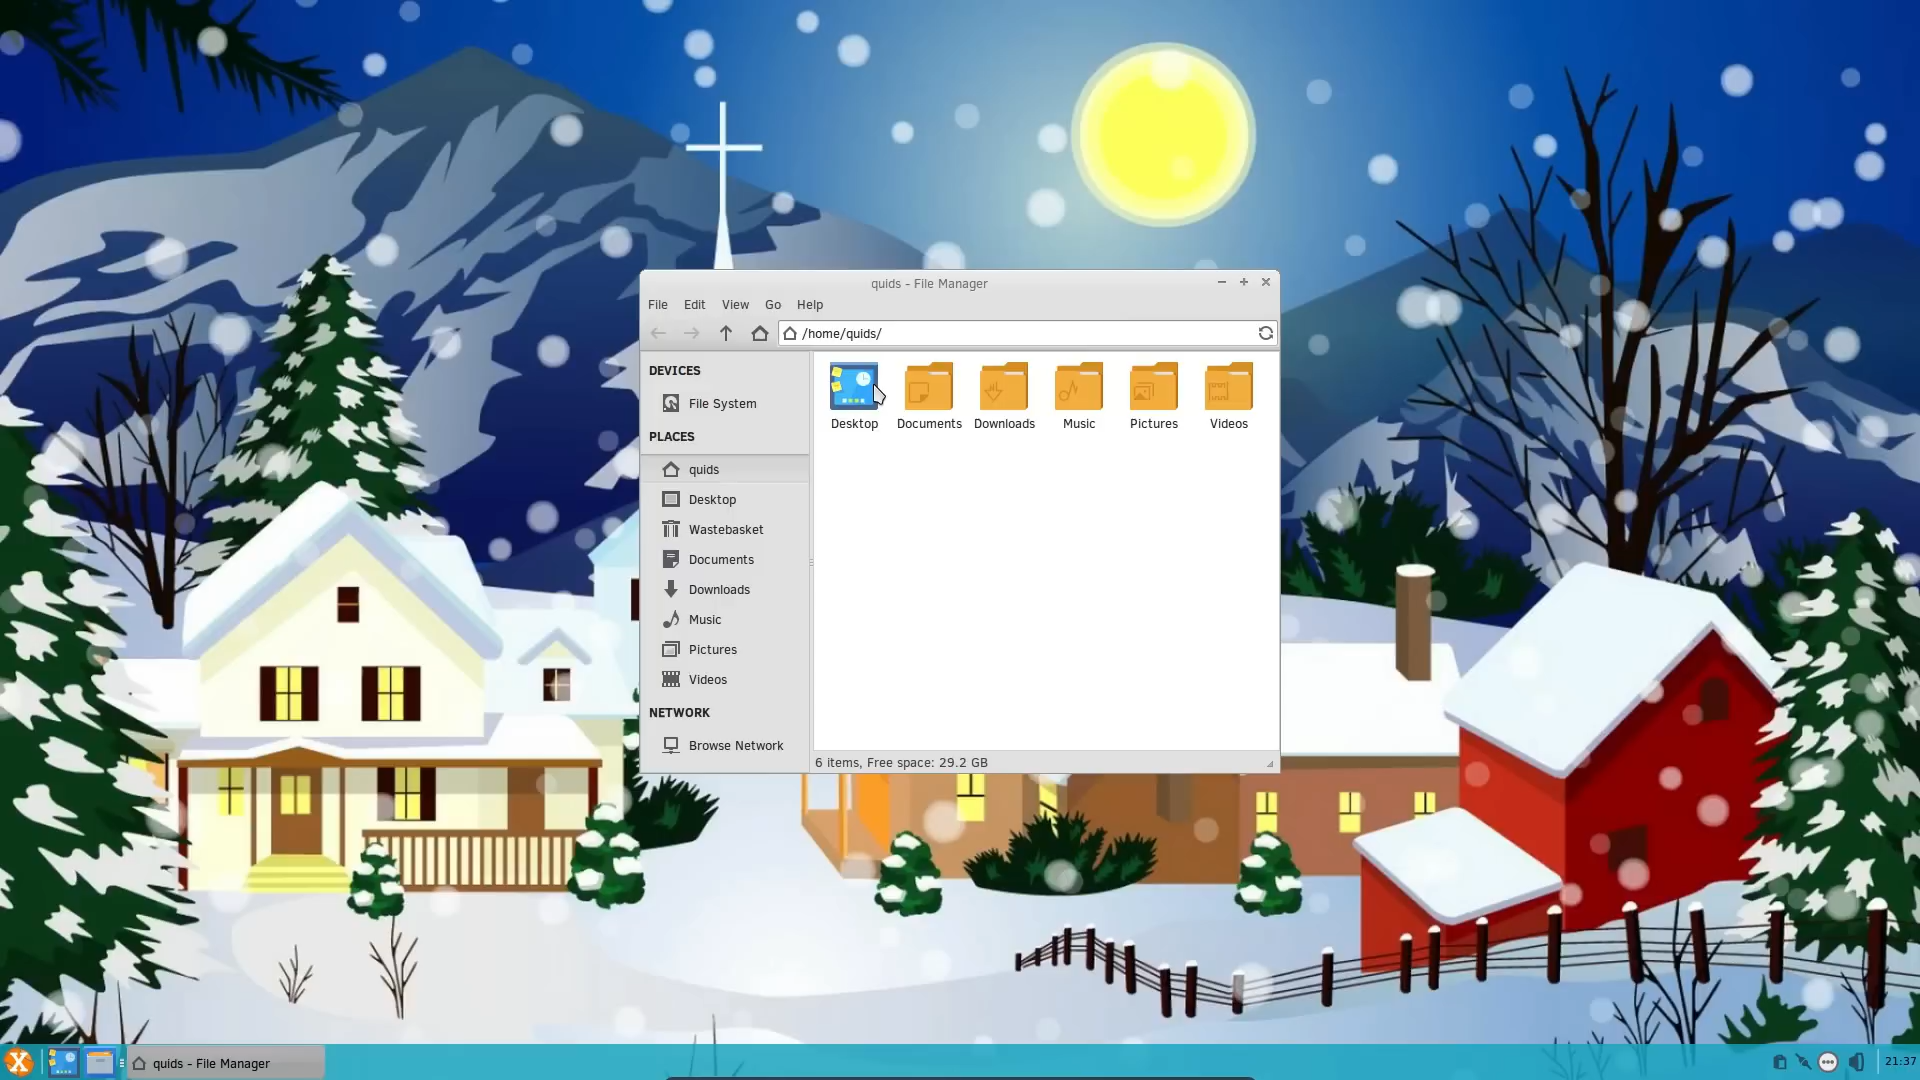 quids - File Manager
File Edit View Go Help
/home/quids/
DEVICES
File System
PLACES
quids
Desktop
Wastebasket
Documents
Downloads
Music
Pictures
Videos
NETWORK
Browse Network
Desktop Documents Downloads Music Pictures Videos
6 items, Free space: 29.2 GB
quids - File Manager
21:37